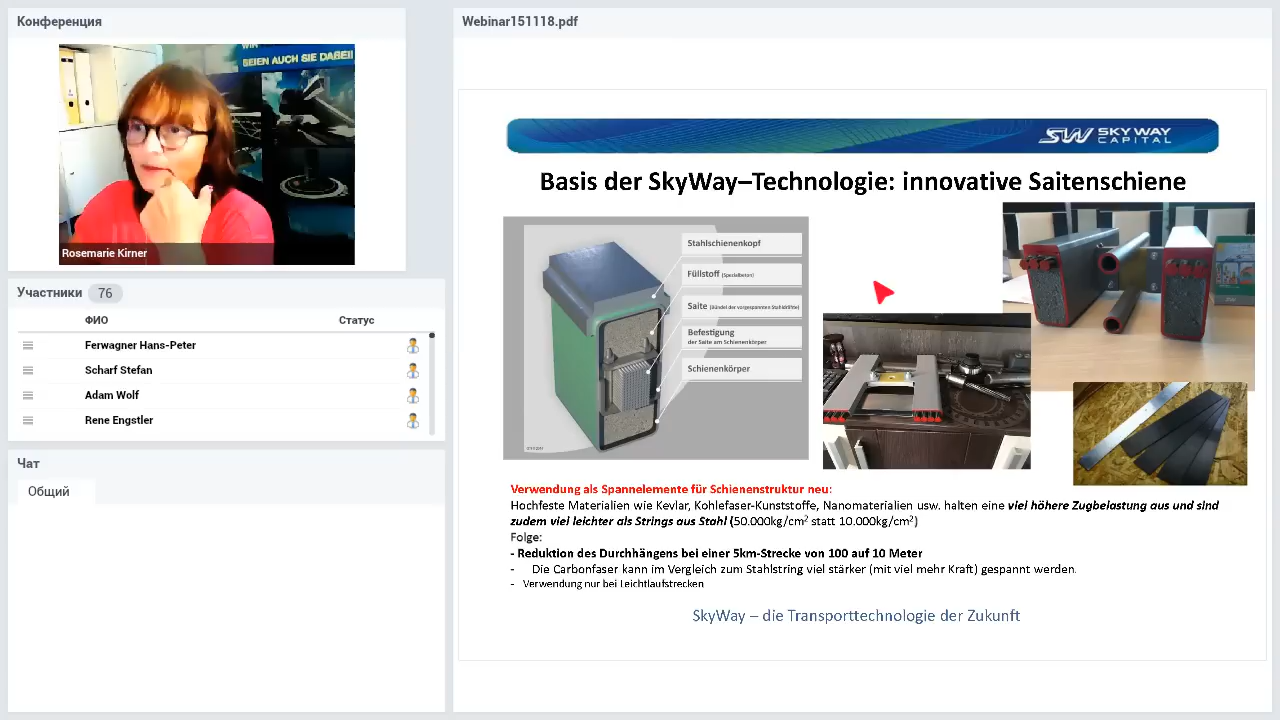 Конференция
WIR
SEIEN AUCH SIE DABEI!
Rosemarie Kirner
Участники 76
ФИО Статус
Ferwagner Hans-Peter
Scharf Stefan
Adam Wolf
Rene Engstler
Чат
Общий
Webinar151118.pdf
SW SKY WAY
CAPITAL
Basis der SkyWay–Technologie: innovative Saitenschiene
Stahlschienenkopf
Füllstoff (Spezialbeton)
Saite (Bündel der vorgespannten Stahldrähte)
Befestigung
der Saite am Schienenkörper
Schienenkörper
Verwendung als Spannelemente für Schienenstruktur neu:
Hochfeste Materialien wie Kevlar, Kohlefaser-Kunststoffe, Nanomaterialien usw. halten eine viel höhere Zugbelastung aus und sind
zudem viel leichter als Strings aus Stahl (50.000kg/cm² statt 10.000kg/cm²)
Folge:
- Reduktion des Durchhängens bei einer 5km-Strecke von 100 auf 10 Meter
- Die Carbonfaser kann im Vergleich zum Stahlstring viel stärker (mit viel mehr Kraft) gespannt werden.
- Verwendung nur bei Leichtlaufstrecken
SkyWay – die Transporttechnologie der Zukunft